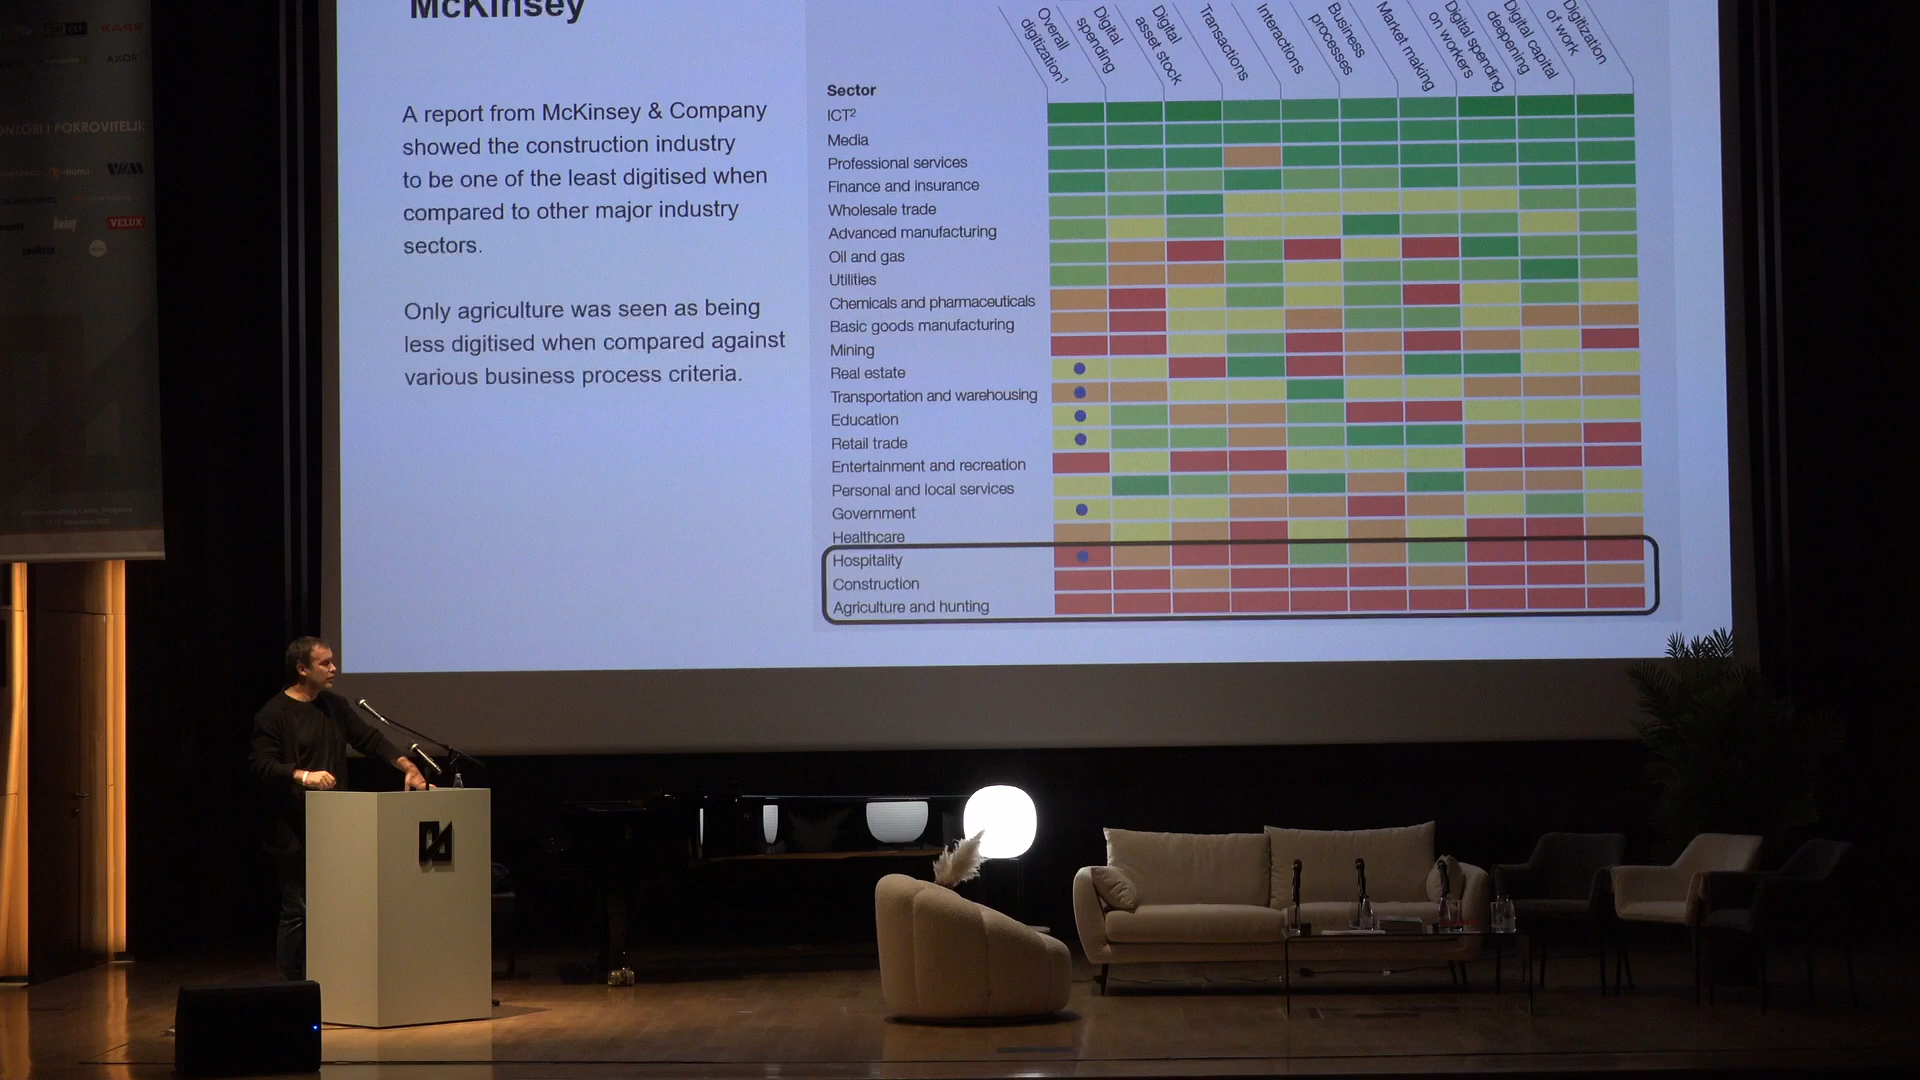 McKinsey
A report from McKinsey & Company
showed the construction industry
to be one of the least digitised when
compared to other major industry
sectors.
Only agriculture was seen as being
less digitised when compared against
various business process criteria.
Overall
digitization¹
Digital
spending
Digital
asset stock
Transactions
Interactions
Business
processes
Market making
Digital spending
on workers
Digital capital
deepening
Digitization
of work
Sector
ICT²
Media
Professional services
Finance and insurance
Wholesale trade
Advanced manufacturing
Oil and gas
Utilities
Chemicals and pharmaceuticals
Basic goods manufacturing
Mining
Real estate
Transportation and warehousing
Education
Retail trade
Entertainment and recreation
Personal and local services
Government
Healthcare
Hospitality
Construction
Agriculture and hunting
KARE
AXOR
ONZORI I POKROVITELJI:
VELUX